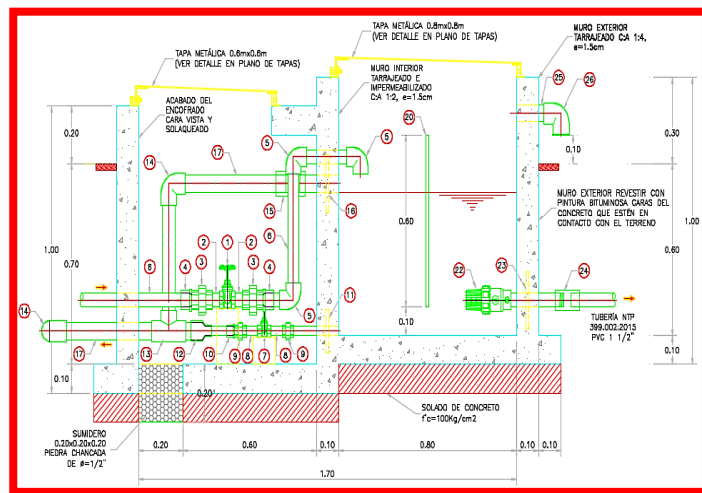 TAPA METÁLICA 0.8mx0.8m
(VER DETALLE EN PLANO DE TAPAS)
MURO EXTERIOR
TARRAJEADO C:A 1:4,
e=1.5cm
TAPA METÁLICA 0.6mx0.6m
(VER DETALLE EN PLANO DE TAPAS)
MURO INTERIOR
TARRAJEADO E
IMPERMEABILIZADO
C:A 1:2, e=1.5cm
ACABADO DEL
ENCOFRADO
CARA VISTA Y
SOLAQUEADO
25
26
20
0.20
0.30
5
5
0.10
14
17
15
16
MURO EXTERIOR REVESTIR CON
PINTURA BITUMINOSA CARAS DEL
CONCRETO QUE ESTÉN EN
CONTACTO CON EL TERRENO
0.60
1.00
0.70
0.60
1.00
6
2
1
2
3
3
6
4
4
22
23
24
5
11
14
0.10
TUBERÍA NTP
399.002:2015
PVC 1 1/2"
17
13
12
10
9
8
7
8
9
0.10
0.10
0.20
SOLADO DE CONCRETO
f'c=100Kg/cm2
SUMIDERO
0.20x0.20x0.20
PIEDRA CHANCADA
DE ø=1/2"
0.20
0.60
0.10
0.80
0.10
0.10
1.70